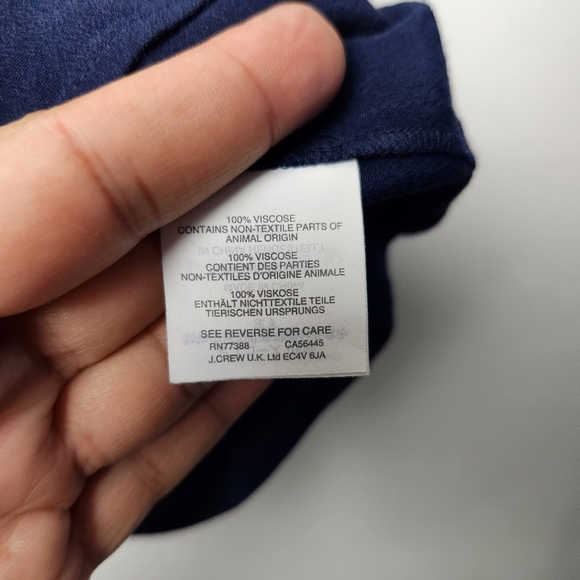 100% VISCOSE
CONTAINS NON-TEXTILE PARTS OF
ANIMAL ORIGIN
100% VISCOSE
CONTIENT DES PARTIES
NON-TEXTILES D'ORIGINE ANIMALE
100% VISKOSE
ENTHÄLT NICHTTEXTILE TEILE
TIERISCHEN URSPRUNGS
SEE REVERSE FOR CARE
RN77388 CA56445
J.CREW U.K. Ltd EC4V 6JA